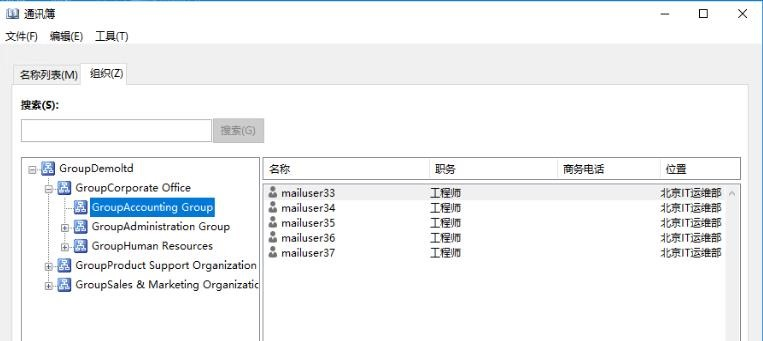 通讯簿
文件(F) 编辑(E) 工具(T)
名称列表(M) 组织(Z)
搜索(S):
搜索(G)
GroupDemoltd
GroupCorporate Office
GroupAccounting Group
GroupAdministration Group
GroupHuman Resources
GroupProduct Support Organization
GroupSales & Marketing Organizatic
名称 职务 商务电话 位置
mailuser33 工程师 北京IT运维部
mailuser34 工程师 北京IT运维部
mailuser35 工程师 北京IT运维部
mailuser36 工程师 北京IT运维部
mailuser37 工程师 北京IT运维部